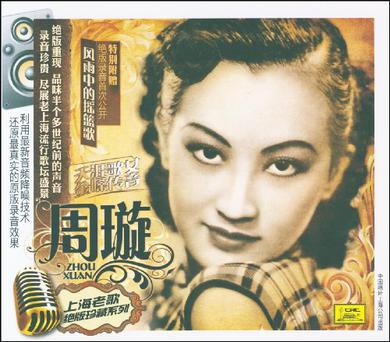 绝版重现 品味半个多世纪前的声音
录音珍贵 尽展老上海流行歌坛盛景
特别附赠
绝版录音首次公开
风雨中的摇篮歌
利用最新音频降噪技术
还原最真实的原版录音效果
天涯歌女
周璇
ZHOU
XUAN
上海老歌
绝版珍藏系列